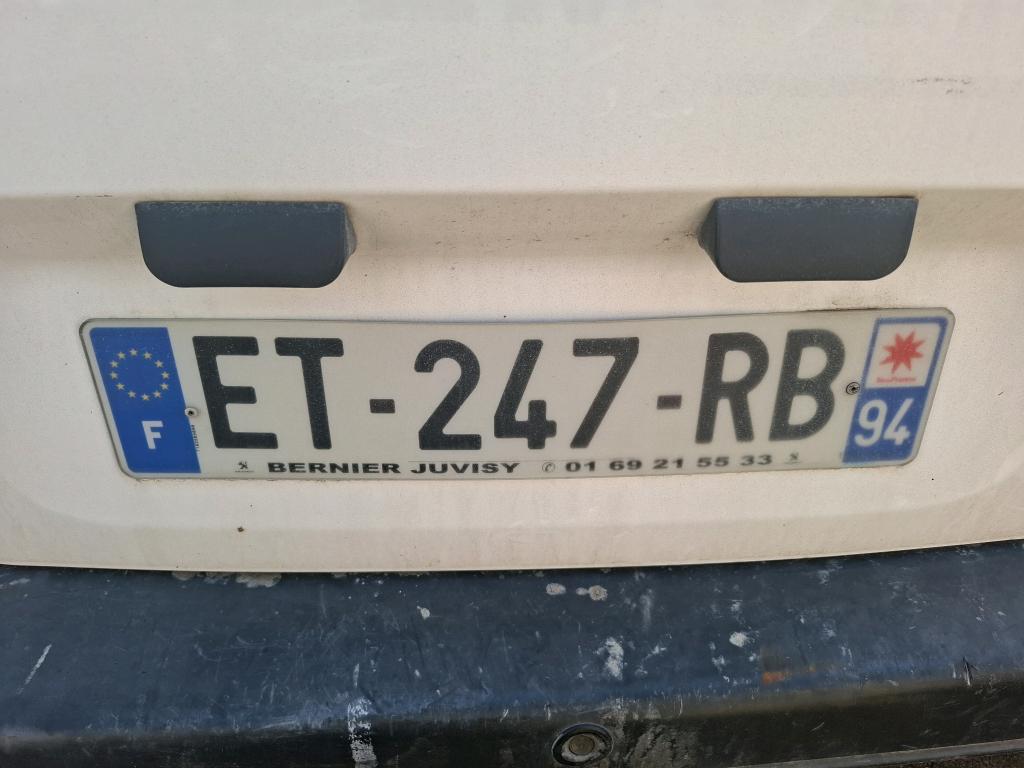 F
ET-247-RB
94
BERNIER JUVISY ✆ 01 69 21 55 33